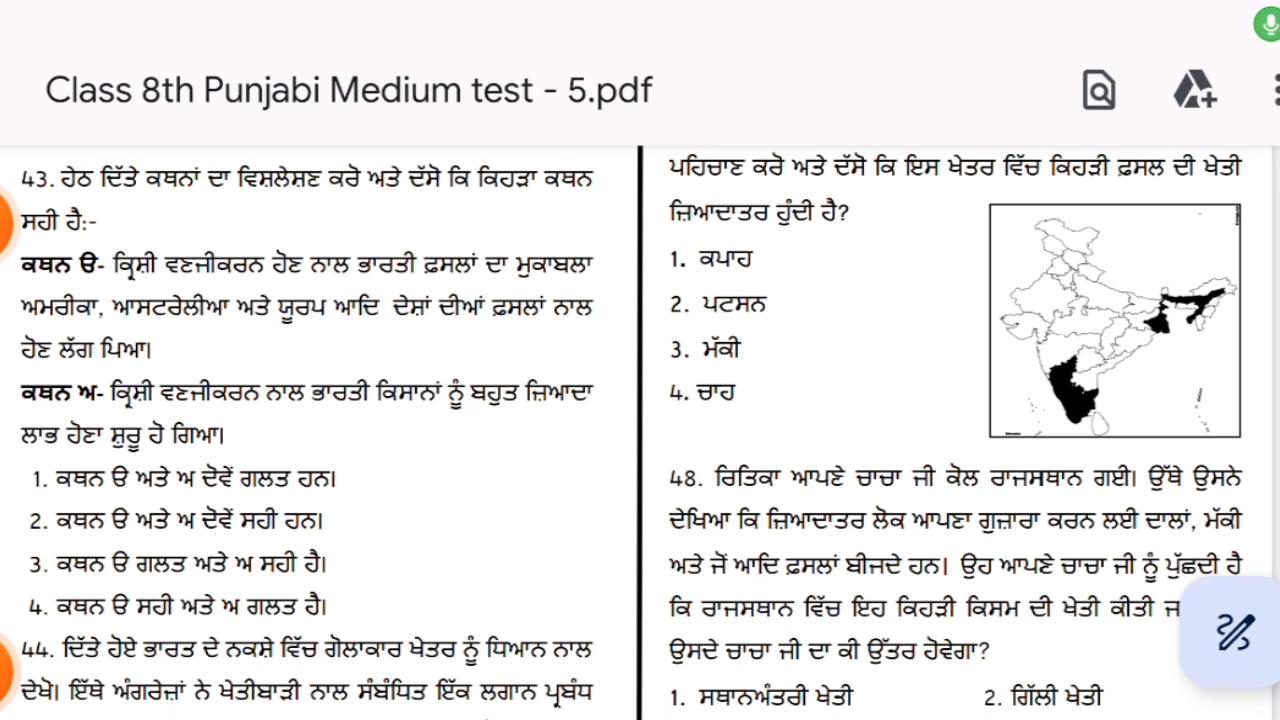 Class 8th Punjabi Medium test - 5.pdf
43. ਹੇਠ ਦਿੱਤੇ ਕਥਨਾਂ ਦਾ ਵਿਸ਼ਲੇਸ਼ਣ ਕਰੋ ਅਤੇ ਦੱਸੋ ਕਿ ਕਿਹੜਾ ਕਥਨ
ਸਹੀ ਹੈ:-
ਕਥਨ ੳ- ਕ੍ਰਿਸ਼ੀ ਵਣਜੀਕਰਨ ਹੋਣ ਨਾਲ ਭਾਰਤੀ ਫ਼ਸਲਾਂ ਦਾ ਮੁਕਾਬਲਾ
ਅਮਰੀਕਾ, ਆਸਟਰੇਲੀਆ ਅਤੇ ਯੂਰਪ ਆਦਿ ਦੇਸ਼ਾਂ ਦੀਆਂ ਫ਼ਸਲਾਂ ਨਾਲ
ਹੋਣ ਲੱਗ ਪਿਆ।
ਕਥਨ ਅ- ਕ੍ਰਿਸ਼ੀ ਵਣਜੀਕਰਨ ਨਾਲ ਭਾਰਤੀ ਕਿਸਾਨਾਂ ਨੂੰ ਬਹੁਤ ਜ਼ਿਆਦਾ
ਲਾਭ ਹੋਣਾ ਸ਼ੁਰੂ ਹੋ ਗਿਆ।
1. ਕਥਨ ੳ ਅਤੇ ਅ ਦੋਵੇਂ ਗਲਤ ਹਨ।
2. ਕਥਨ ੳ ਅਤੇ ਅ ਦੋਵੇਂ ਸਹੀ ਹਨ।
3. ਕਥਨ ੳ ਗਲਤ ਅਤੇ ਅ ਸਹੀ ਹੈ।
4. ਕਥਨ ੳ ਸਹੀ ਅਤੇ ਅ ਗਲਤ ਹੈ।
44. ਦਿੱਤੇ ਹੋਏ ਭਾਰਤ ਦੇ ਨਕਸ਼ੇ ਵਿੱਚ ਗੋਲਾਕਾਰ ਖੇਤਰ ਨੂੰ ਧਿਆਨ ਨਾਲ
ਦੇਖੋ। ਇੱਥੇ ਅੰਗਰੇਜ਼ਾਂ ਨੇ ਖੇਤੀਬਾੜੀ ਨਾਲ ਸੰਬੰਧਿਤ ਇੱਕ ਲਗਾਨ ਪ੍ਰਬੰਧ
ਪਹਿਚਾਣ ਕਰੋ ਅਤੇ ਦੱਸੋ ਕਿ ਇਸ ਖੇਤਰ ਵਿੱਚ ਕਿਹੜੀ ਫ਼ਸਲ ਦੀ ਖੇਤੀ
ਜ਼ਿਆਦਾਤਰ ਹੁੰਦੀ ਹੈ?
1. ਕਪਾਹ
2. ਪਟਸਨ
3. ਮੱਕੀ
4. ਚਾਹ
48. ਰਿਤਿਕਾ ਆਪਣੇ ਚਾਚਾ ਜੀ ਕੋਲ ਰਾਜਸਥਾਨ ਗਈ। ਉੱਥੇ ਉਸਨੇ
ਦੇਖਿਆ ਕਿ ਜ਼ਿਆਦਾਤਰ ਲੋਕ ਆਪਣਾ ਗੁਜ਼ਾਰਾ ਕਰਨ ਲਈ ਦਾਲਾਂ, ਮੱਕੀ
ਅਤੇ ਜੌਂ ਆਦਿ ਫ਼ਸਲਾਂ ਬੀਜਦੇ ਹਨ। ਉਹ ਆਪਣੇ ਚਾਚਾ ਜੀ ਨੂੰ ਪੁੱਛਦੀ ਹੈ
ਕਿ ਰਾਜਸਥਾਨ ਵਿੱਚ ਇਹ ਕਿਹੜੀ ਕਿਸਮ ਦੀ ਖੇਤੀ ਕੀਤੀ
ਉਸਦੇ ਚਾਚਾ ਜੀ ਦਾ ਕੀ ਉੱਤਰ ਹੋਵੇਗਾ?
1. ਸਥਾਨਅੰਤਰੀ ਖੇਤੀ 2. ਗਿੱਲੀ ਖੇਤੀ